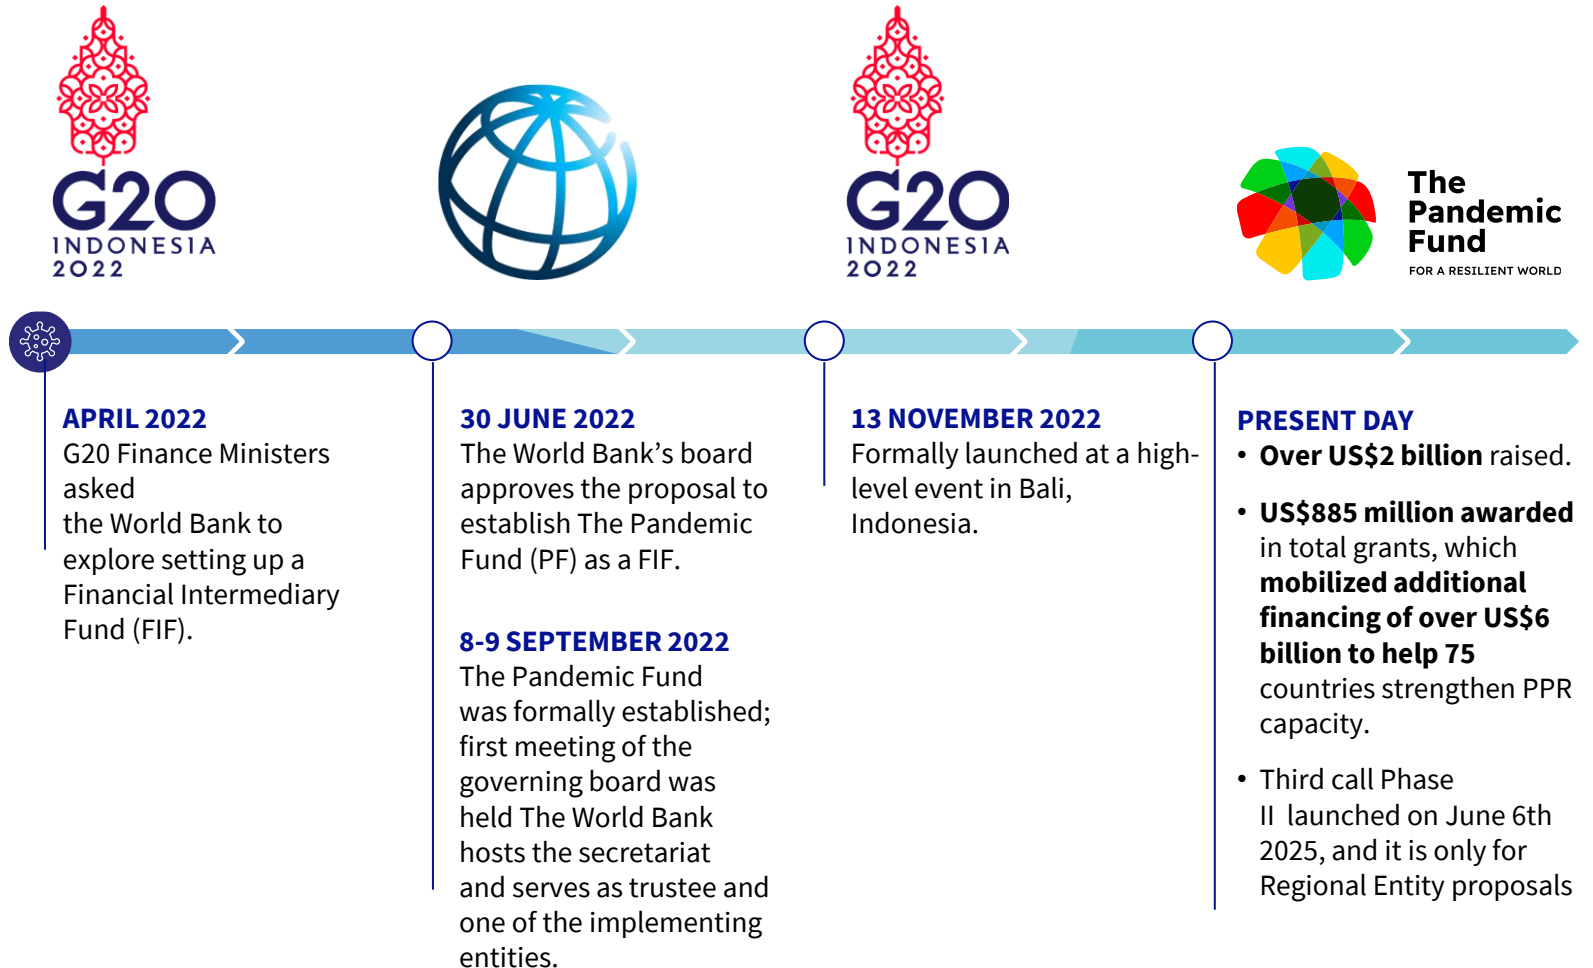 G20
INDONESIA
2022
G20
INDONESIA
2022
The
Pandemic
Fund
FOR A RESILIENT WORLD
APRIL 2022
G20 Finance Ministers
asked
the World Bank to
explore setting up a
Financial Intermediary
Fund (FIF).
30 JUNE 2022
The World Bank’s board
approves the proposal to
establish The Pandemic
Fund (PF) as a FIF.
8-9 SEPTEMBER 2022
The Pandemic Fund
was formally established;
first meeting of the
governing board was
held The World Bank
hosts the secretariat
and serves as trustee and
one of the implementing
entities.
13 NOVEMBER 2022
Formally launched at a high-
level event in Bali,
Indonesia.
PRESENT DAY
• Over US$2 billion raised.
• US$885 million awarded
in total grants, which
mobilized additional
financing of over US$6
billion to help 75
countries strengthen PPR
capacity.
• Third call Phase
II launched on June 6th
2025, and it is only for
Regional Entity proposals